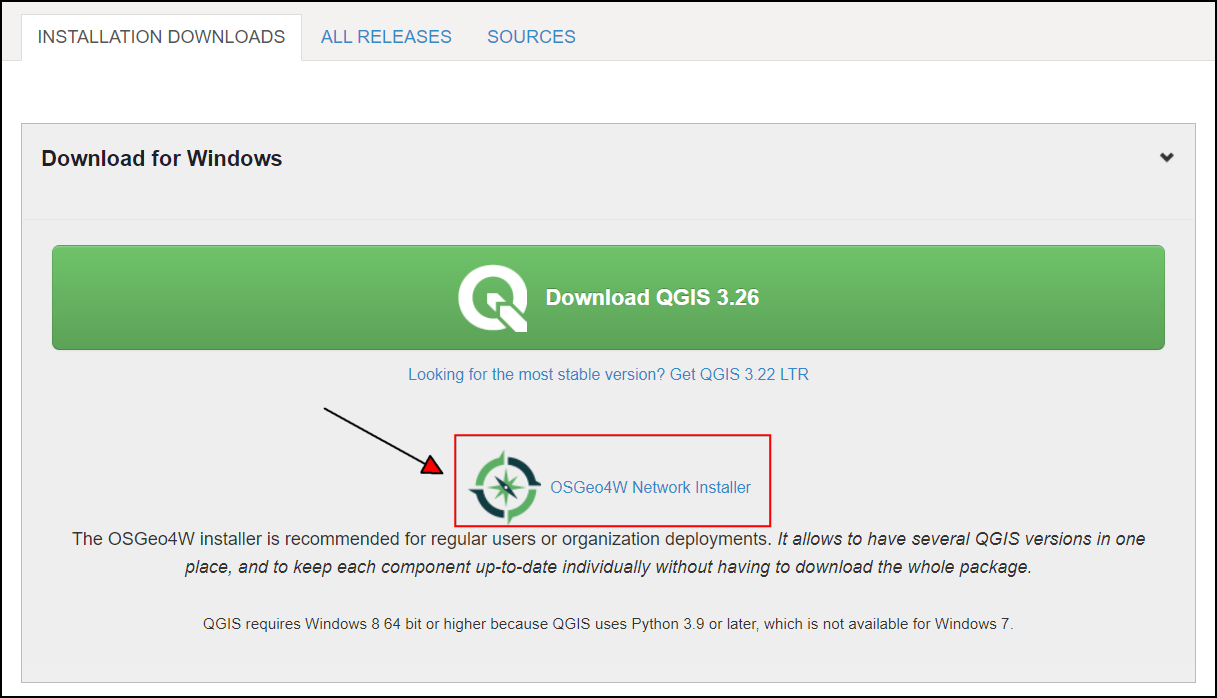 INSTALLATION DOWNLOADS
ALL RELEASES
SOURCES
Download for Windows
Download QGIS 3.26
Looking for the most stable version? Get QGIS 3.22 LTR
OSGeo4W Network Installer
The OSGeo4W installer is recommended for regular users or organization deployments. It allows to have several QGIS versions in one
place, and to keep each component up-to-date individually without having to download the whole package.
QGIS requires Windows 8 64 bit or higher because QGIS uses Python 3.9 or later, which is not available for Windows 7.